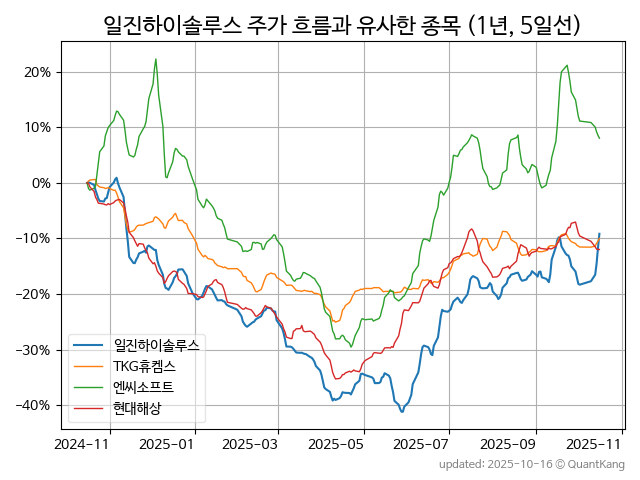 일진하이솔루스 주가 흐름과 유사한 종목 (1년, 5일선)
20%
10%
0%
−10%
−20%
−30%
−40%
일진하이솔루스
TKG휴켐스
엔씨소프트
현대해상
2024-11 2025-01 2025-03 2025-05 2025-07 2025-09 2025-11
updated: 2025-10-16 © QuantKang